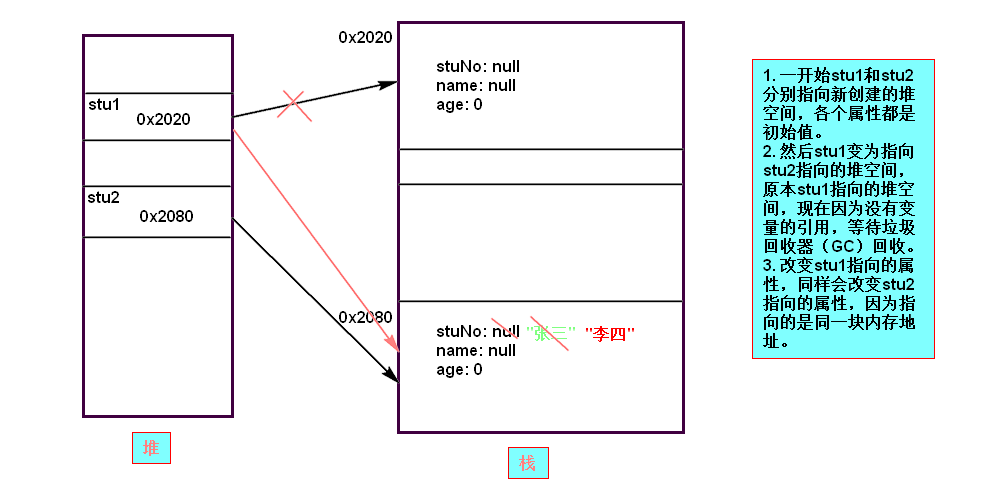 0x2020
stuNo: null
name: null
age: 0
stu1
0x2020
stu2
0x2080
0x2080
stuNo: null "张三" "李四"
name: null
age: 0
堆
栈
1. 一开始stu1和stu2
分别指向新创建的堆
空间，各个属性都是
初始值。
2. 然后stu1变为指向
stu2指向的堆空间，
原本stu1指向的堆空
间，现在因为没有变
量的引用，等待垃圾
回收器（GC）回收。
3. 改变stu1指向的属
性，同样会改变stu2
指向的属性，因为指
向的是同一块内存地
址。